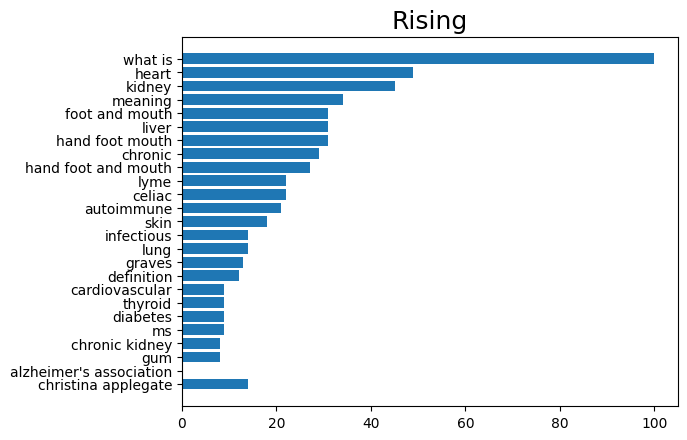 Rising
what is
heart
kidney
meaning
foot and mouth
liver
hand foot mouth
chronic
hand foot and mouth
lyme
celiac
autoimmune
skin
infectious
lung
graves
definition
cardiovascular
thyroid
diabetes
ms
chronic kidney
gum
alzheimer's association
christina applegate
0 20 40 60 80 100